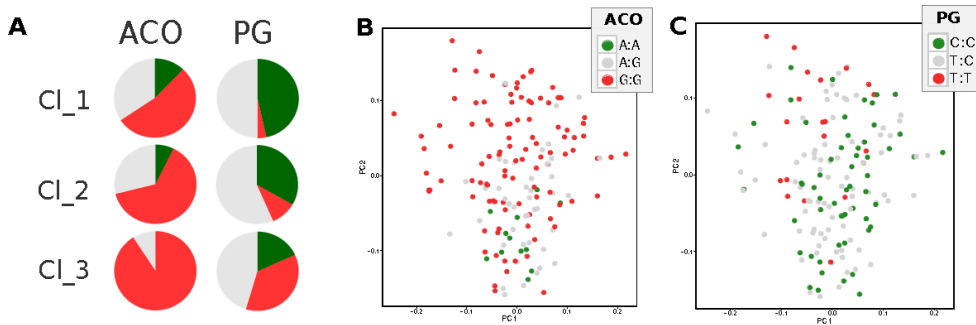 A
ACO PG
Cl_1
Cl_2
Cl_3
B
ACO
A:A
A:G
G:G
PC2
0.1
0.0
−0.1
−0.2 −0.1 0.0 0.1 0.2
PC1
C
PG
C:C
T:C
T:T
PC2
0.1
0.0
−0.1
−0.2 −0.1 0.0 0.1 0.2
PC1